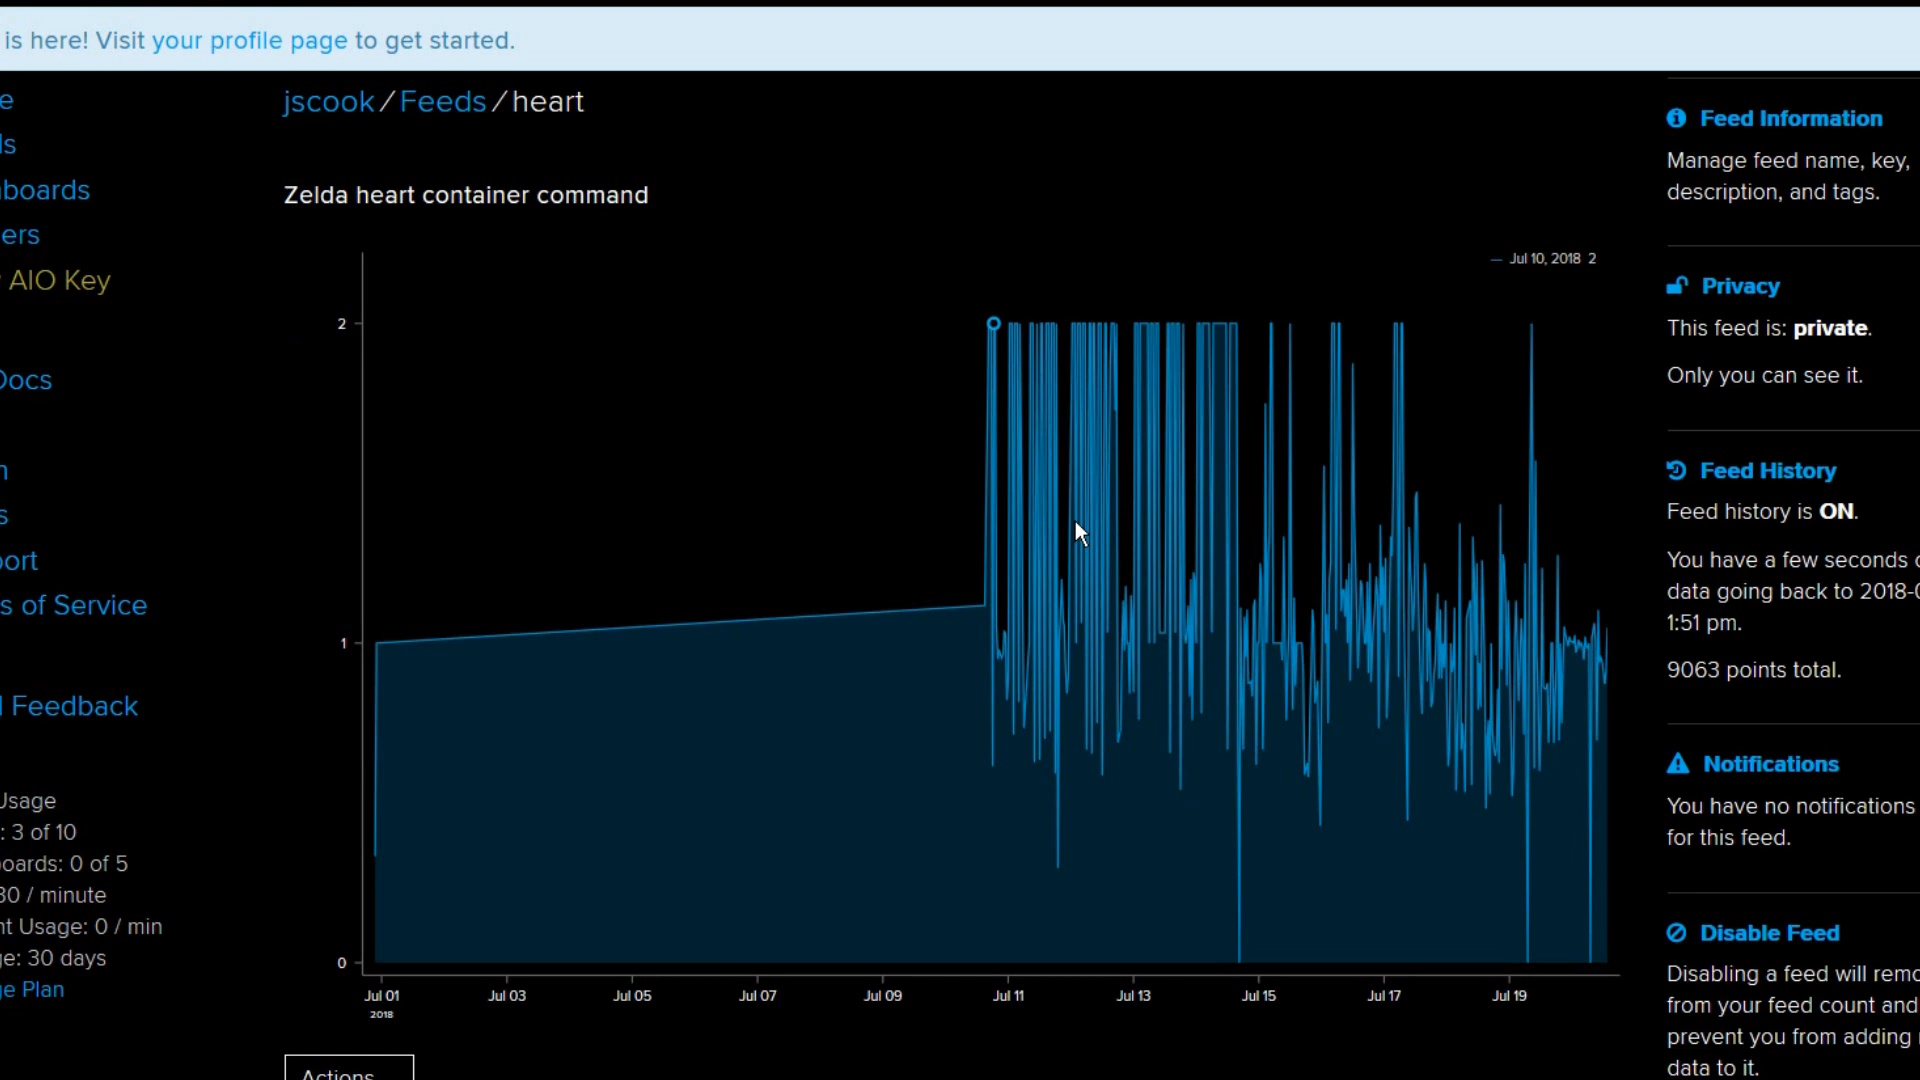 is here! Visit your profile page to get started.
jscook / Feeds / heart
Zelda heart container command
Jul 10, 2018 2
2
1
0
Jul 01
2018
Jul 03
Jul 05
Jul 07
Jul 09
Jul 11
Jul 13
Jul 15
Jul 17
Jul 19
Actions
e
ls
boards
ers
AIO Key
Docs
s
ort
s of Service
Feedback
Usage
: 3 of 10
oards: 0 of 5
30 / minute
nt Usage: 0 / min
ge: 30 days
ge Plan
Feed Information
Manage feed name, key,
description, and tags.
Privacy
This feed is: private.
Only you can see it.
Feed History
Feed history is ON.
You have a few seconds
data going back to 2018-0
1:51 pm.
9063 points total.
Notifications
You have no notifications
for this feed.
Disable Feed
Disabling a feed will remo
from your feed count and
prevent you from adding
data to it.